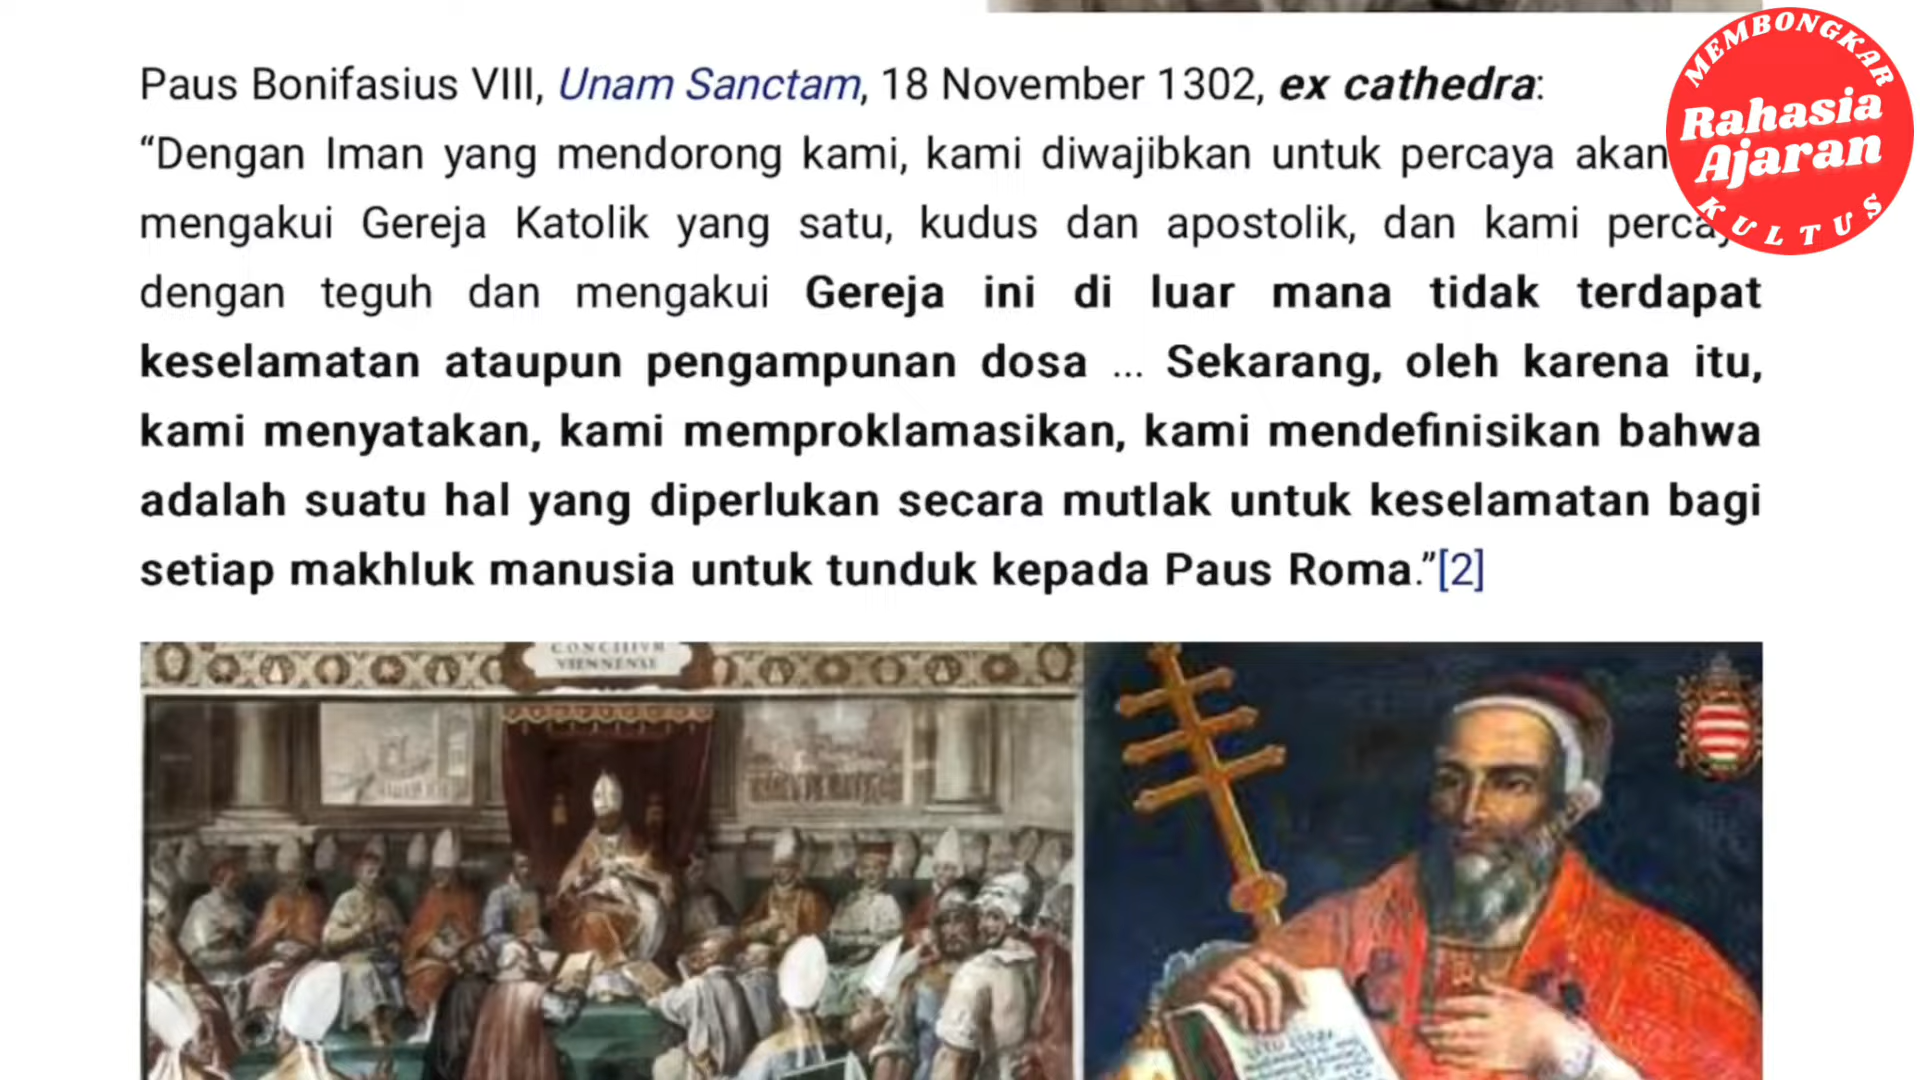 Paus Bonifasius VIII, Unam Sanctam, 18 November 1302, ex cathedra:
“Dengan Iman yang mendorong kami, kami diwajibkan untuk percaya akan
mengakui Gereja Katolik yang satu, kudus dan apostolik, dan kami
dengan teguh dan mengakui Gereja ini di luar mana tidak terdapat
keselamatan ataupun pengampunan dosa ... Sekarang, oleh karena itu,
kami menyatakan, kami memproklamasikan, kami mendefinisikan bahwa
adalah suatu hal yang diperlukan secara mutlak untuk keselamatan bagi
setiap makhluk manusia untuk tunduk kepada Paus Roma.”[2]
MEMBONGKAR
Rahasia
Ajaran
KULTUS
CONCILIVM
VIENNENSE